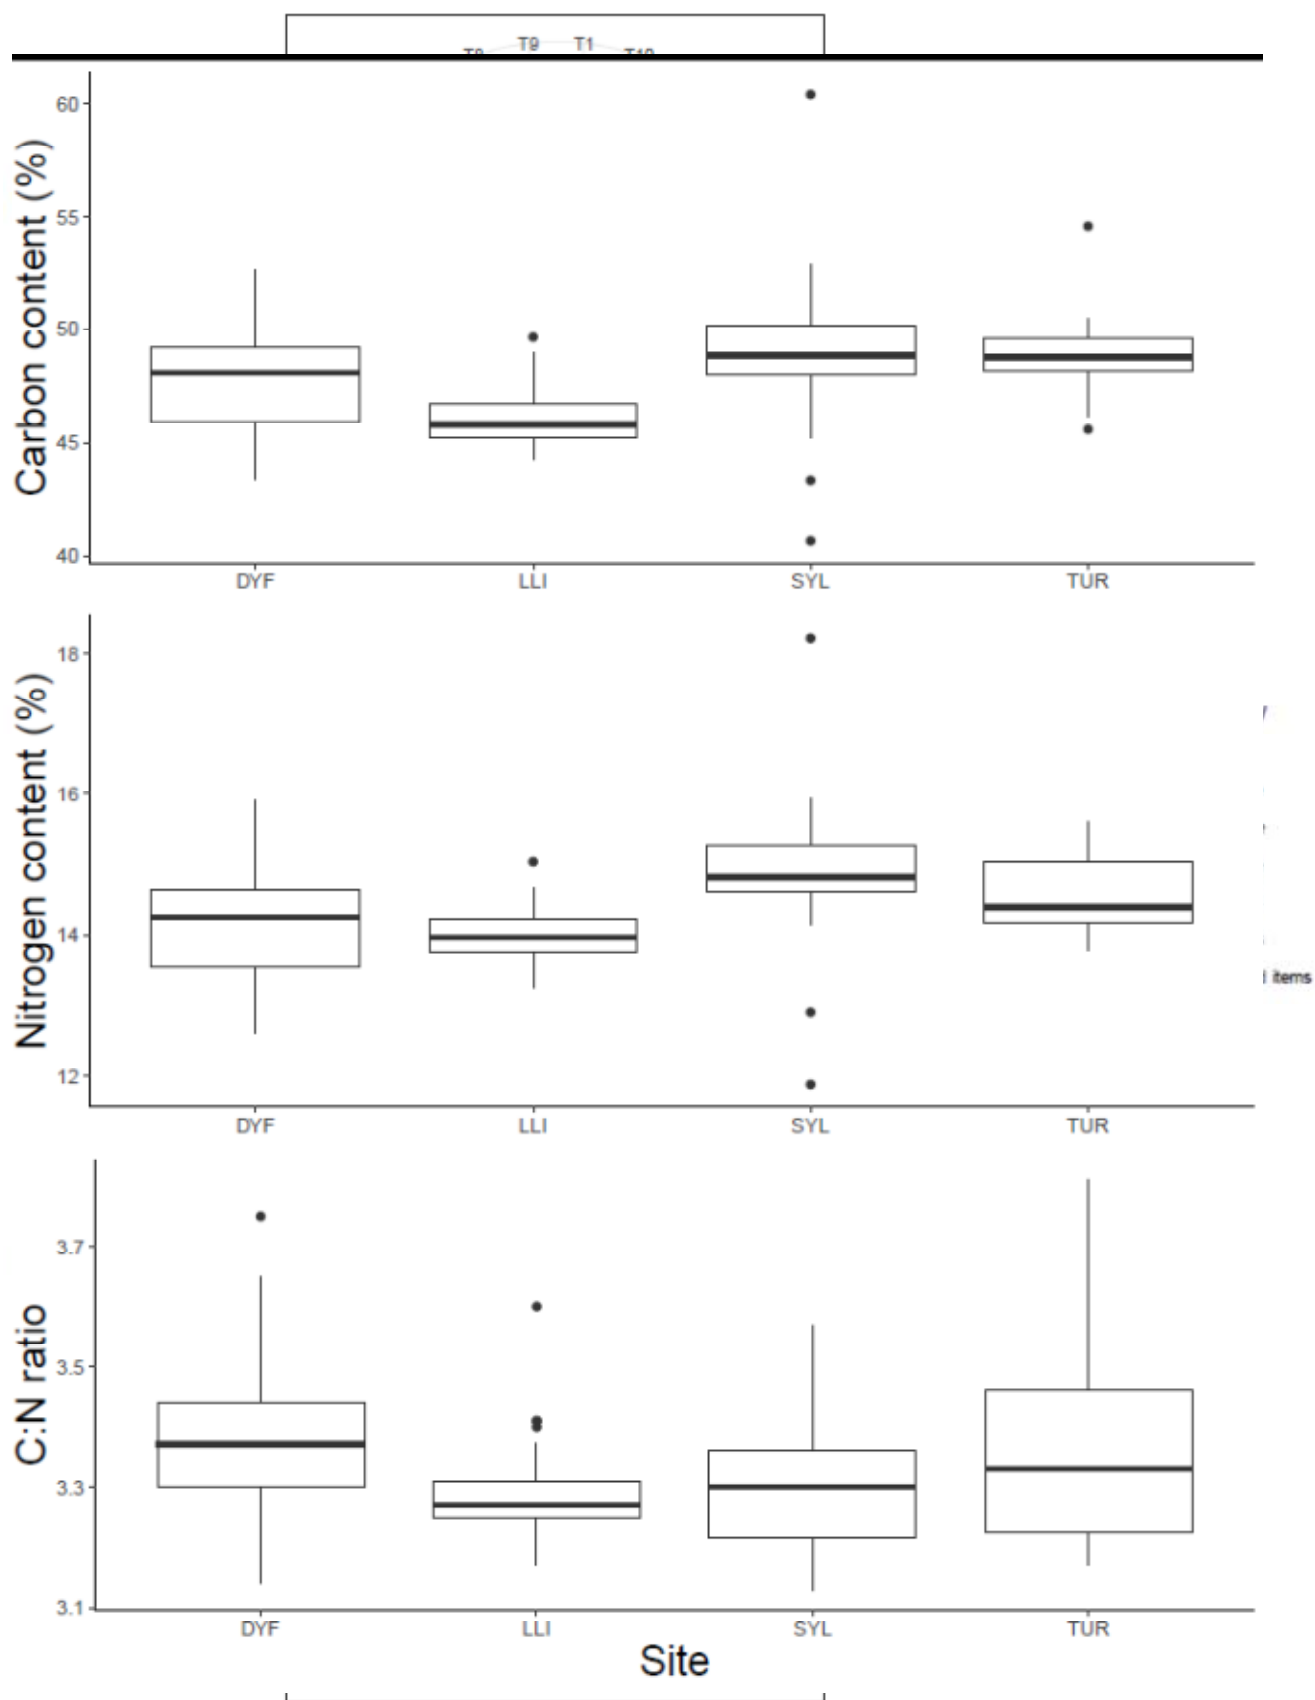 T9 T1
60
55
50
45
40
Carbon content (%)
DYF LLI SYL TUR
18
16
14
12
Nitrogen content (%)
items
DYF LLI SYL TUR
3.7
3.5
3.3
3.1
C:N ratio
DYF LLI SYL TUR
Site